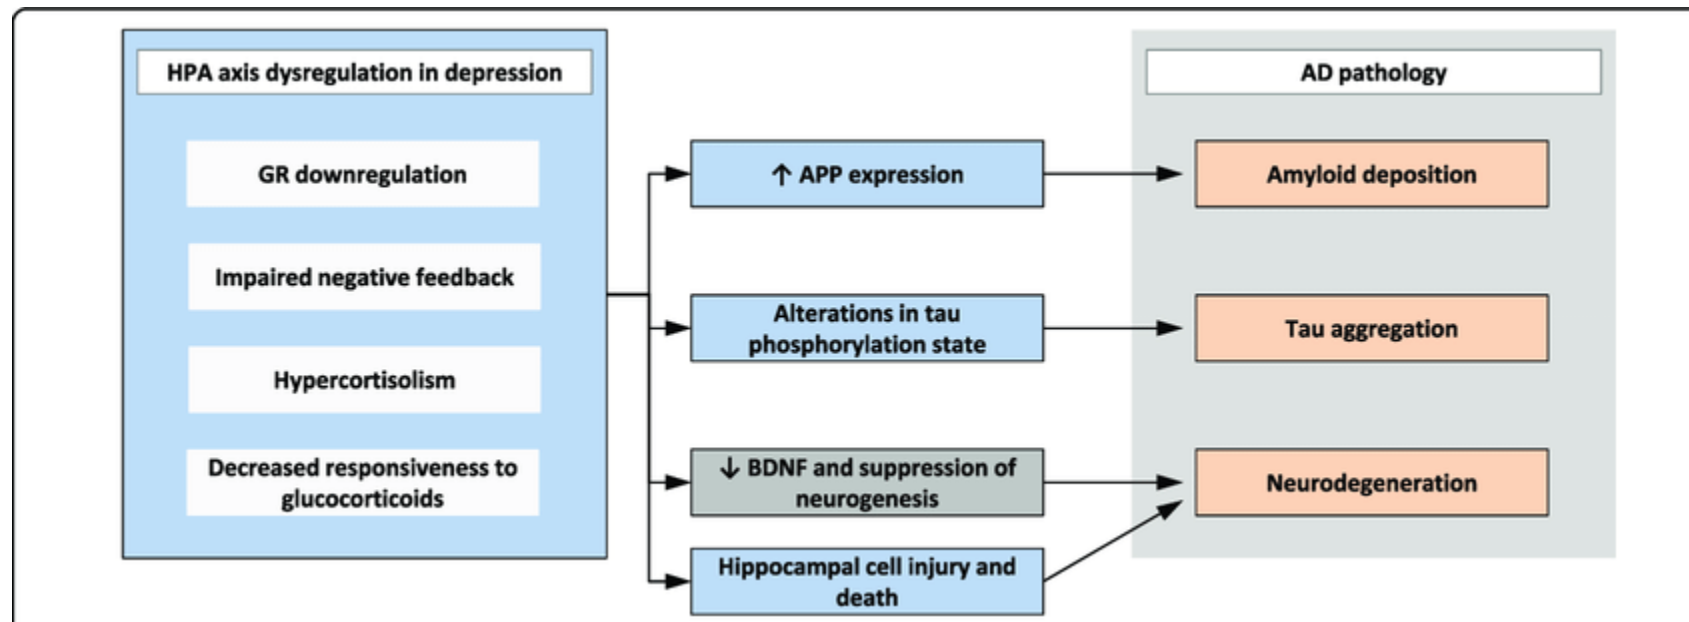 HPA axis dysregulation in depression
GR downregulation
Impaired negative feedback
Hypercortisolism
Decreased responsiveness to
glucocorticoids
↑ APP expression
Alterations in tau
phosphorylation state
↓ BDNF and suppression of
neurogenesis
Hippocampal cell injury and
death
AD pathology
Amyloid deposition
Tau aggregation
Neurodegeneration